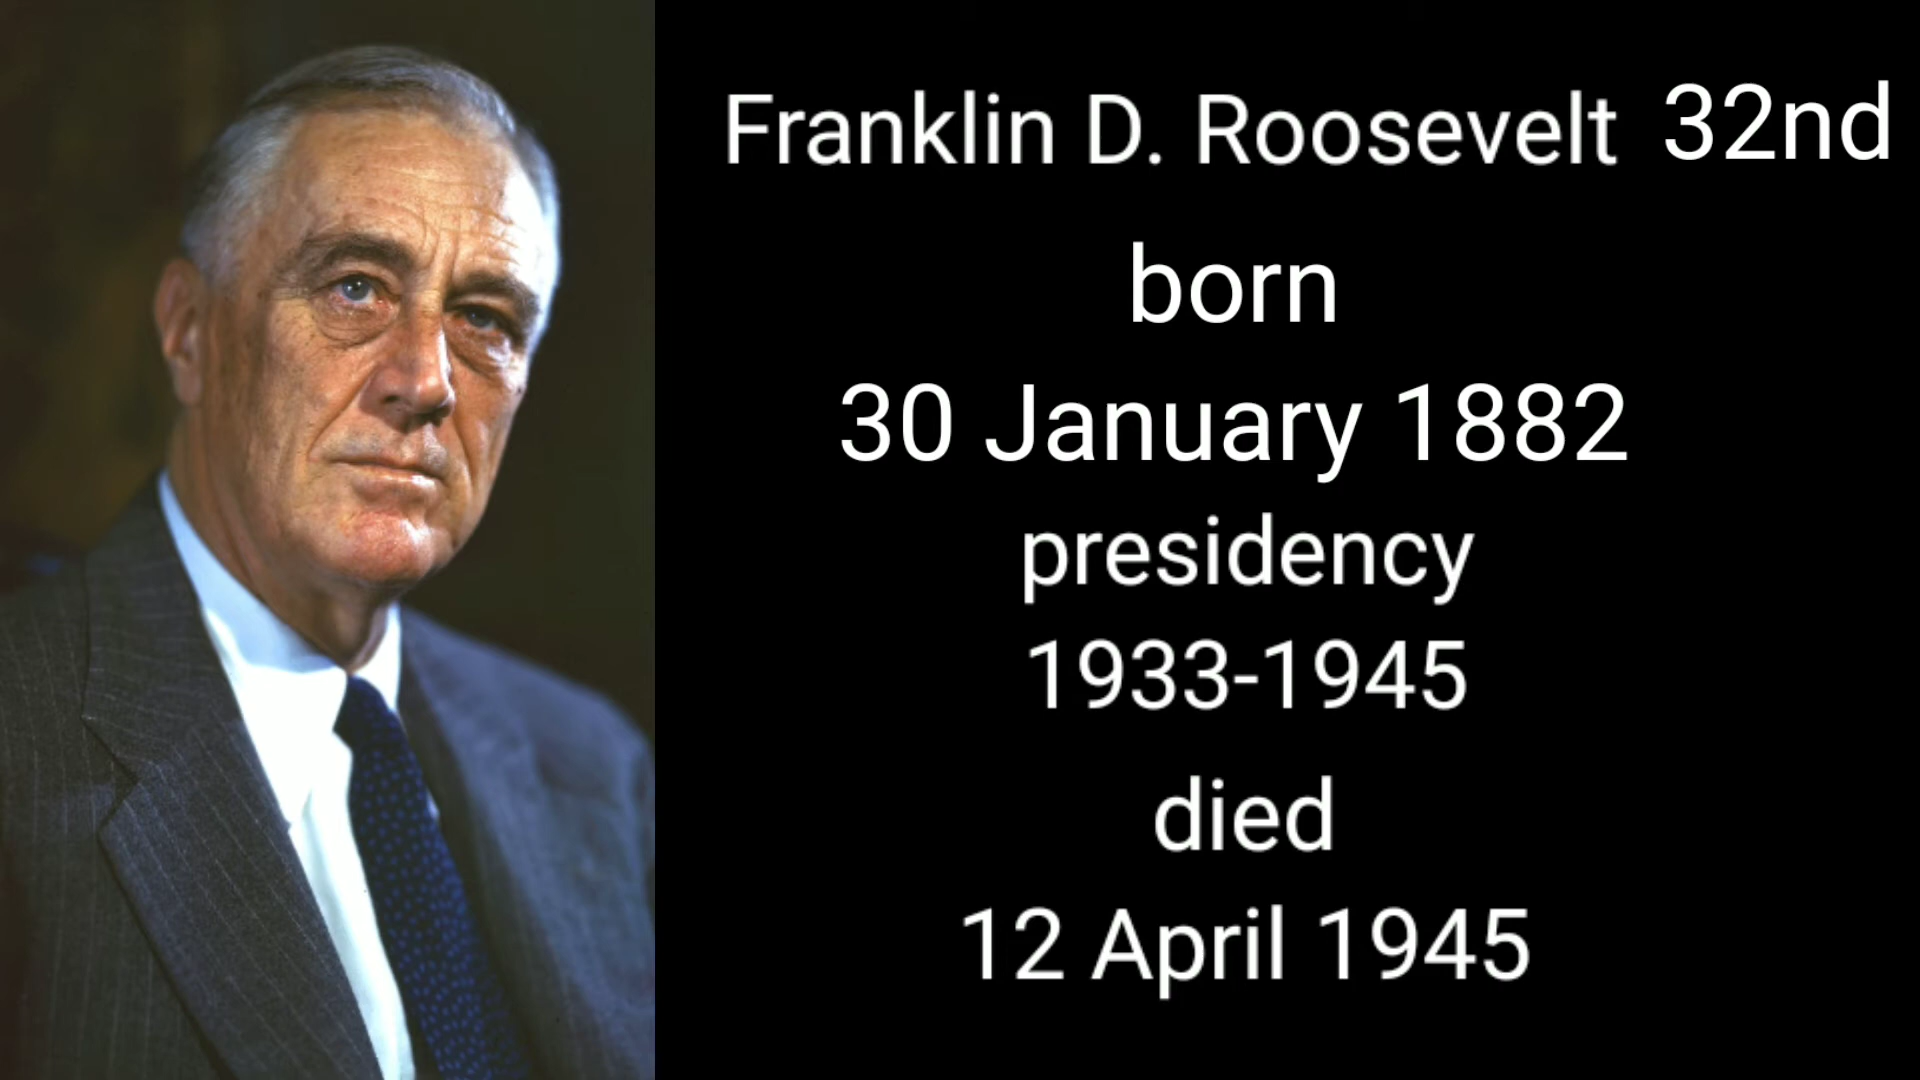 Franklin D. Roosevelt 32nd
born
30 January 1882
presidency
1933-1945
died
12 April 1945